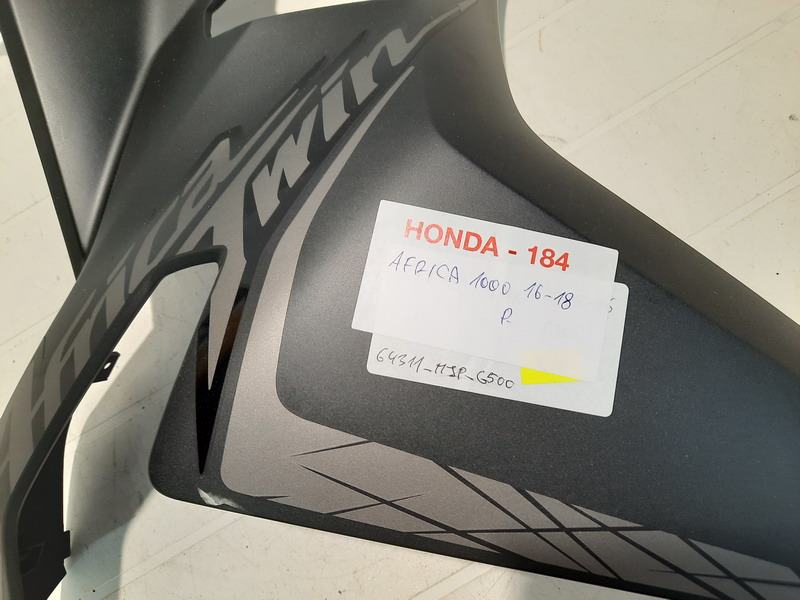 Africa
Twin
HONDA - 184
AFRICA 1000 16-18
P.
64311-MJP-G500